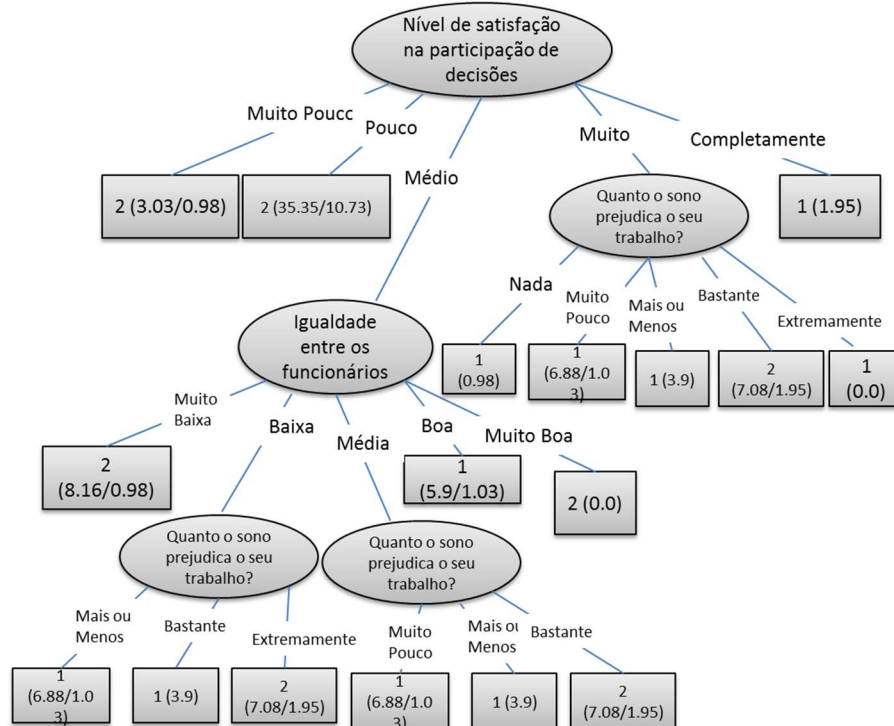 Nível de satisfação
na participação de
decisões
Muito Poucc
Pouco
Médio
Muito
Completamente
2 (3.03/0.98)
2 (35.35/10.73)
1 (1.95)
Quanto o sono
prejudica o seu
trabalho?
Nada
Muito
Pouco
Mais ou
Menos
Bastante
Extremamente
1
(0.98)
1
(6.88/1.0
3)
1 (3.9)
2
(7.08/1.95)
1
(0.0)
Igualdade
entre os
funcionários
Muito
Baixa
Baixa
Média
Boa
Muito Boa
2
(8.16/0.98)
1
(5.9/1.03)
2 (0.0)
Quanto o sono
prejudica o seu
trabalho?
Quanto o sono
prejudica o seu
trabalho?
Mais ou
Menos
Bastante
Extremamente
Muito
Pouco
Mais ou
Menos
Bastante
1
(6.88/1.0
3)
1 (3.9)
2
(7.08/1.95)
1
(6.88/1.0
3)
1 (3.9)
2
(7.08/1.95)